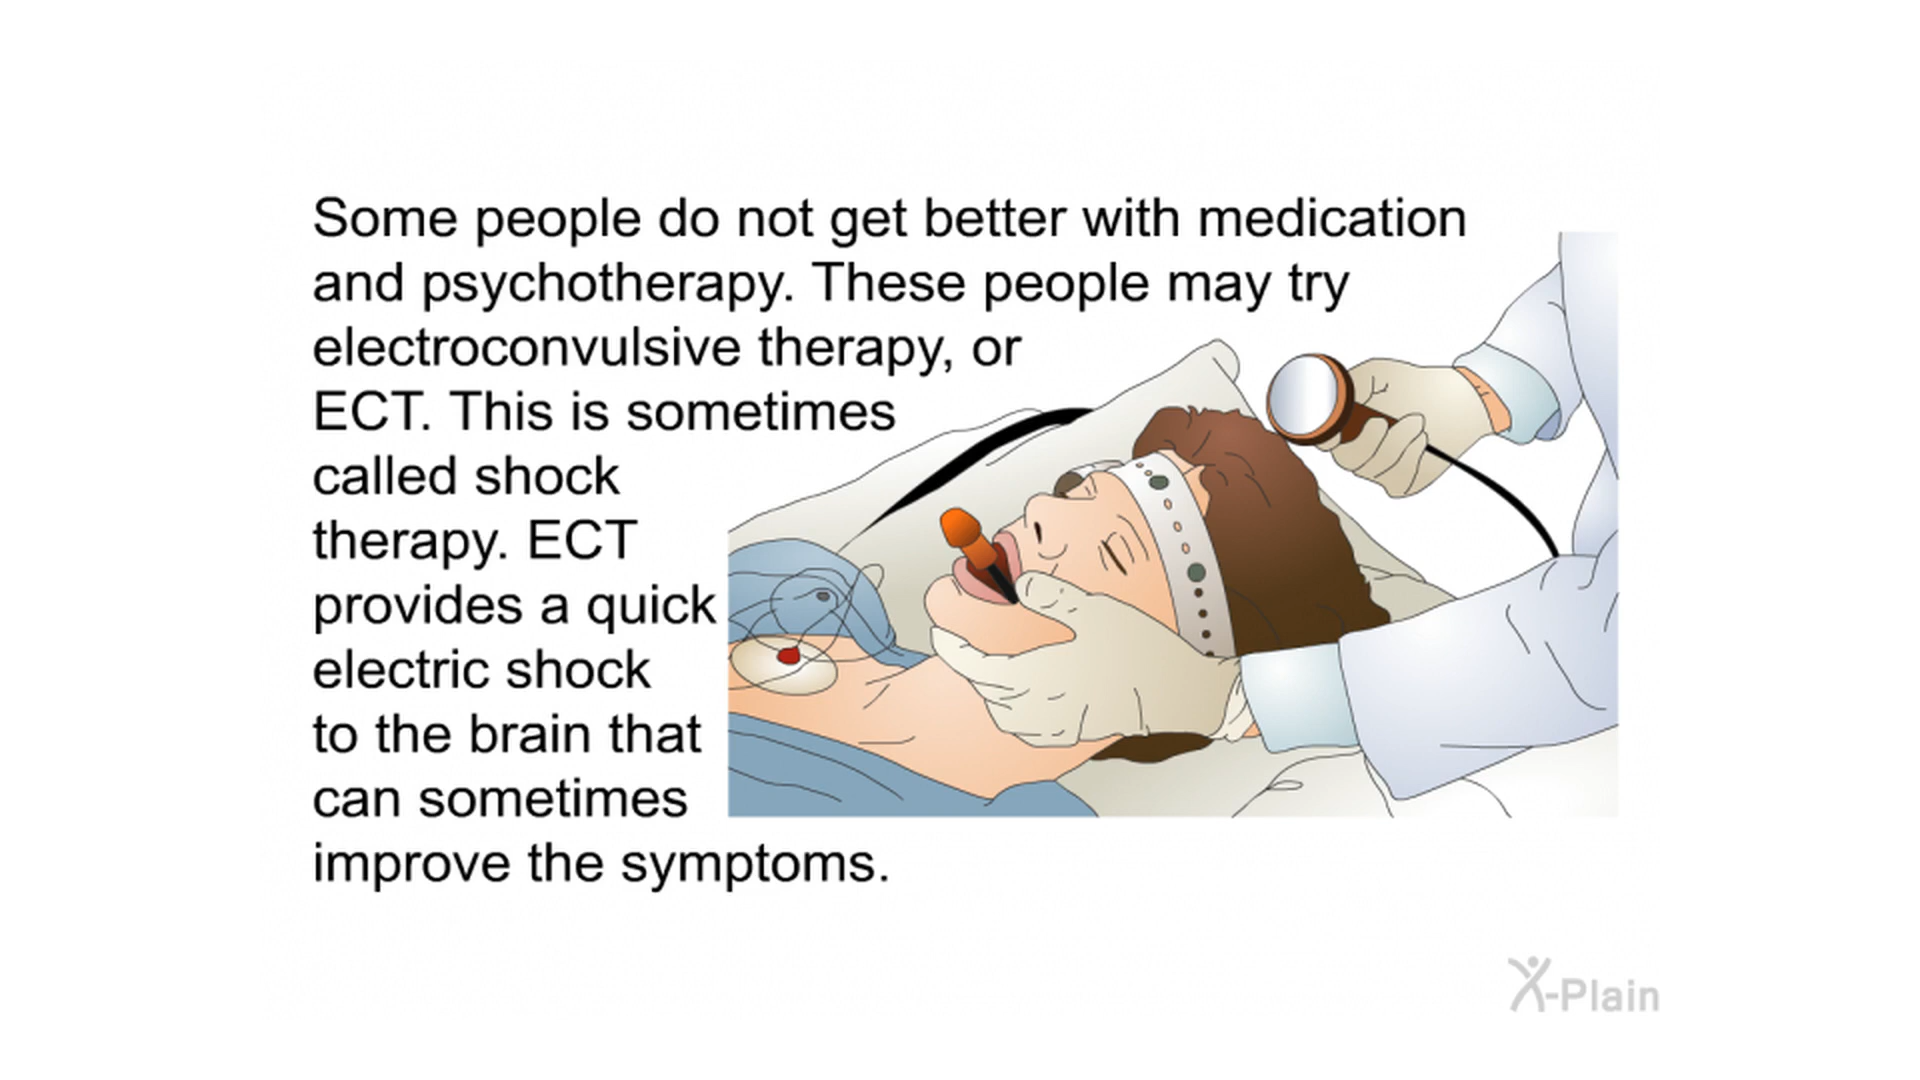 Some people do not get better with medication
and psychotherapy. These people may try
electroconvulsive therapy, or
ECT. This is sometimes
called shock
therapy. ECT
provides a quick
electric shock
to the brain that
can sometimes
improve the symptoms.
X-Plain